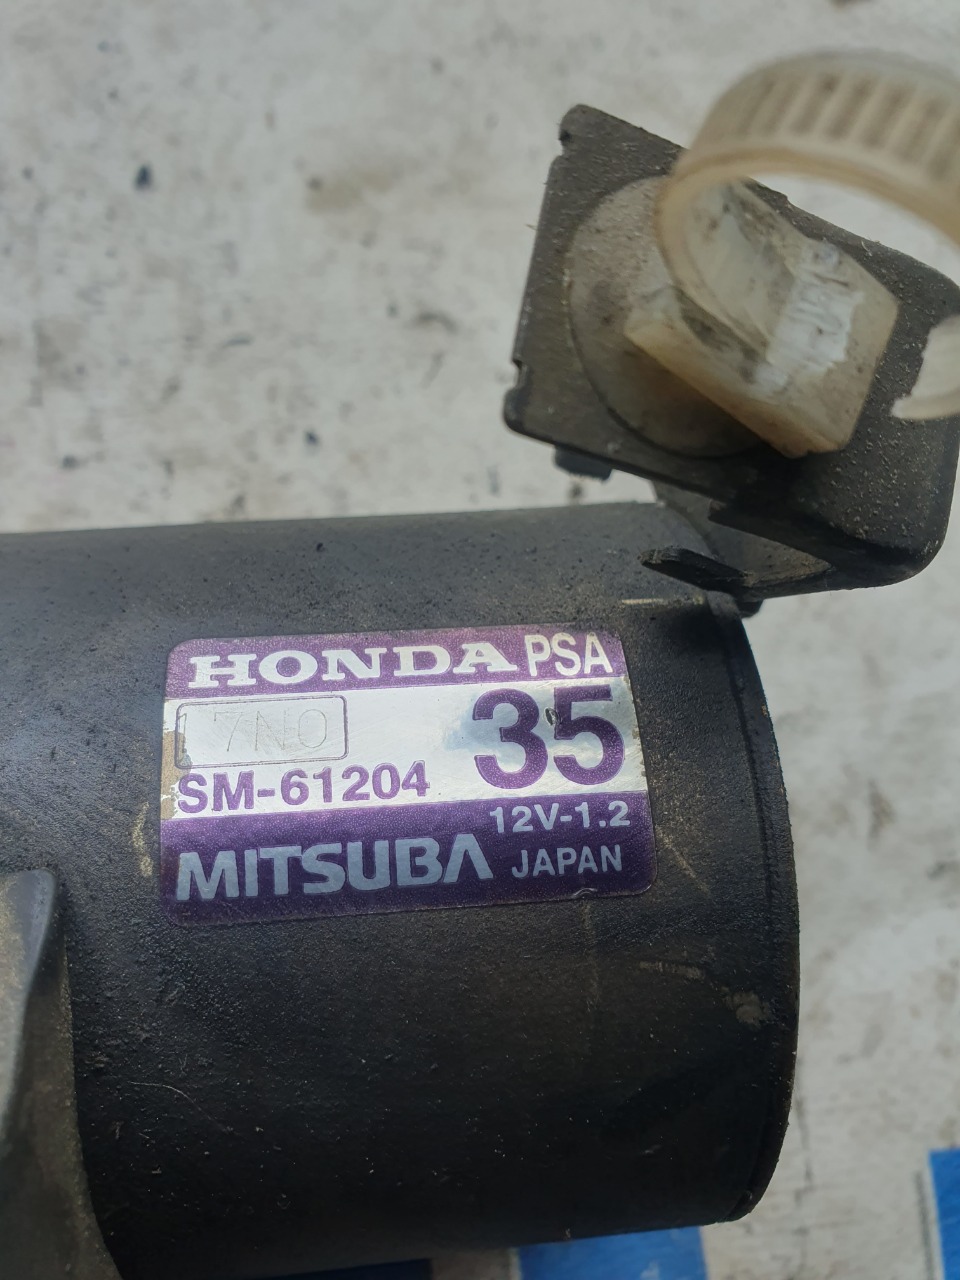 HONDA PSA
7N0
35
SM-61204
12V-1.2
MITSUBA JAPAN